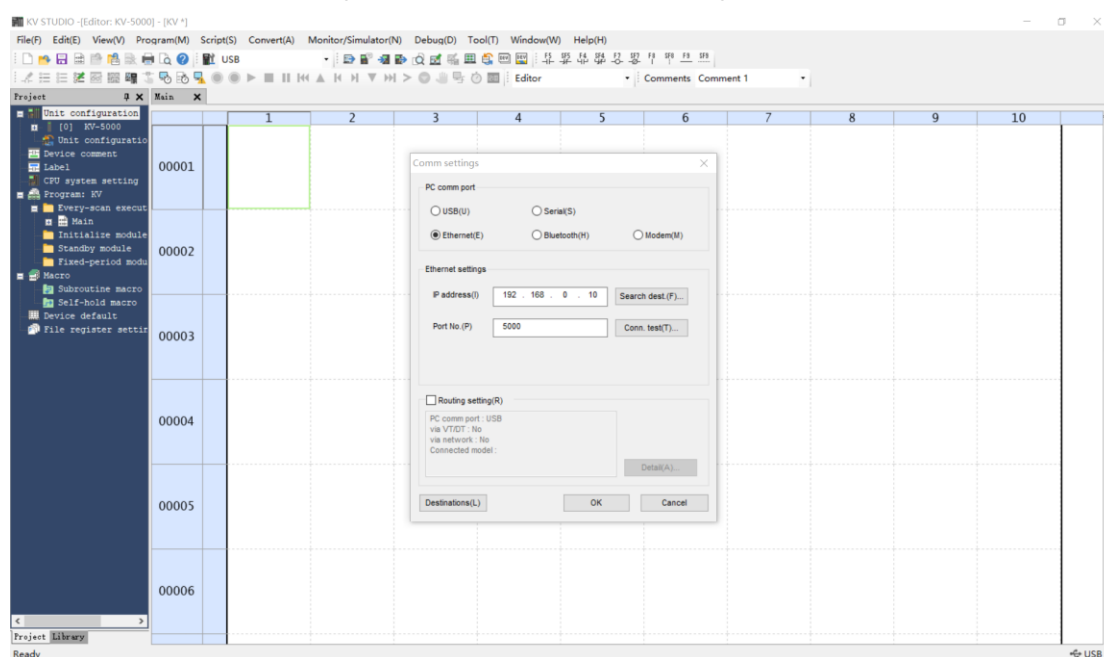 KV STUDIO -[Editor: KV-5000] - [KV *]
File(F) Edit(E) View(V) Program(M) Script(S) Convert(A) Monitor/Simulator(N) Debug(D) Tool(T) Window(W) Help(H)
USB
Editor Comments Comment 1
Project Main
Unit configuration
[0] KV-5000
Unit configuratio
Device comment
Label
CPU system setting
Program: KV
Every-scan execut
Main
Initialize module
Standby module
Fixed-period modu
Macro
Subroutine macro
Self-hold macro
Device default
File register settin
1 2 3 4 5 6 7 8 9 10
00001
00002
00003
00004
00005
00006
Comm settings
PC comm port
USB(U) Serial(S)
Ethernet(E) Bluetooth(H) Modem(M)
Ethernet settings
IP address(I) 192 . 168 . 0 . 10 Search dest.(F)...
Port No.(P) 5000 Conn. test(T)...
Routing setting(R)
PC comm port : USB
via VT/DT : No
via network : No
Connected model :
Detail(A)...
Destinations(L) OK Cancel
Project Library
Ready USB